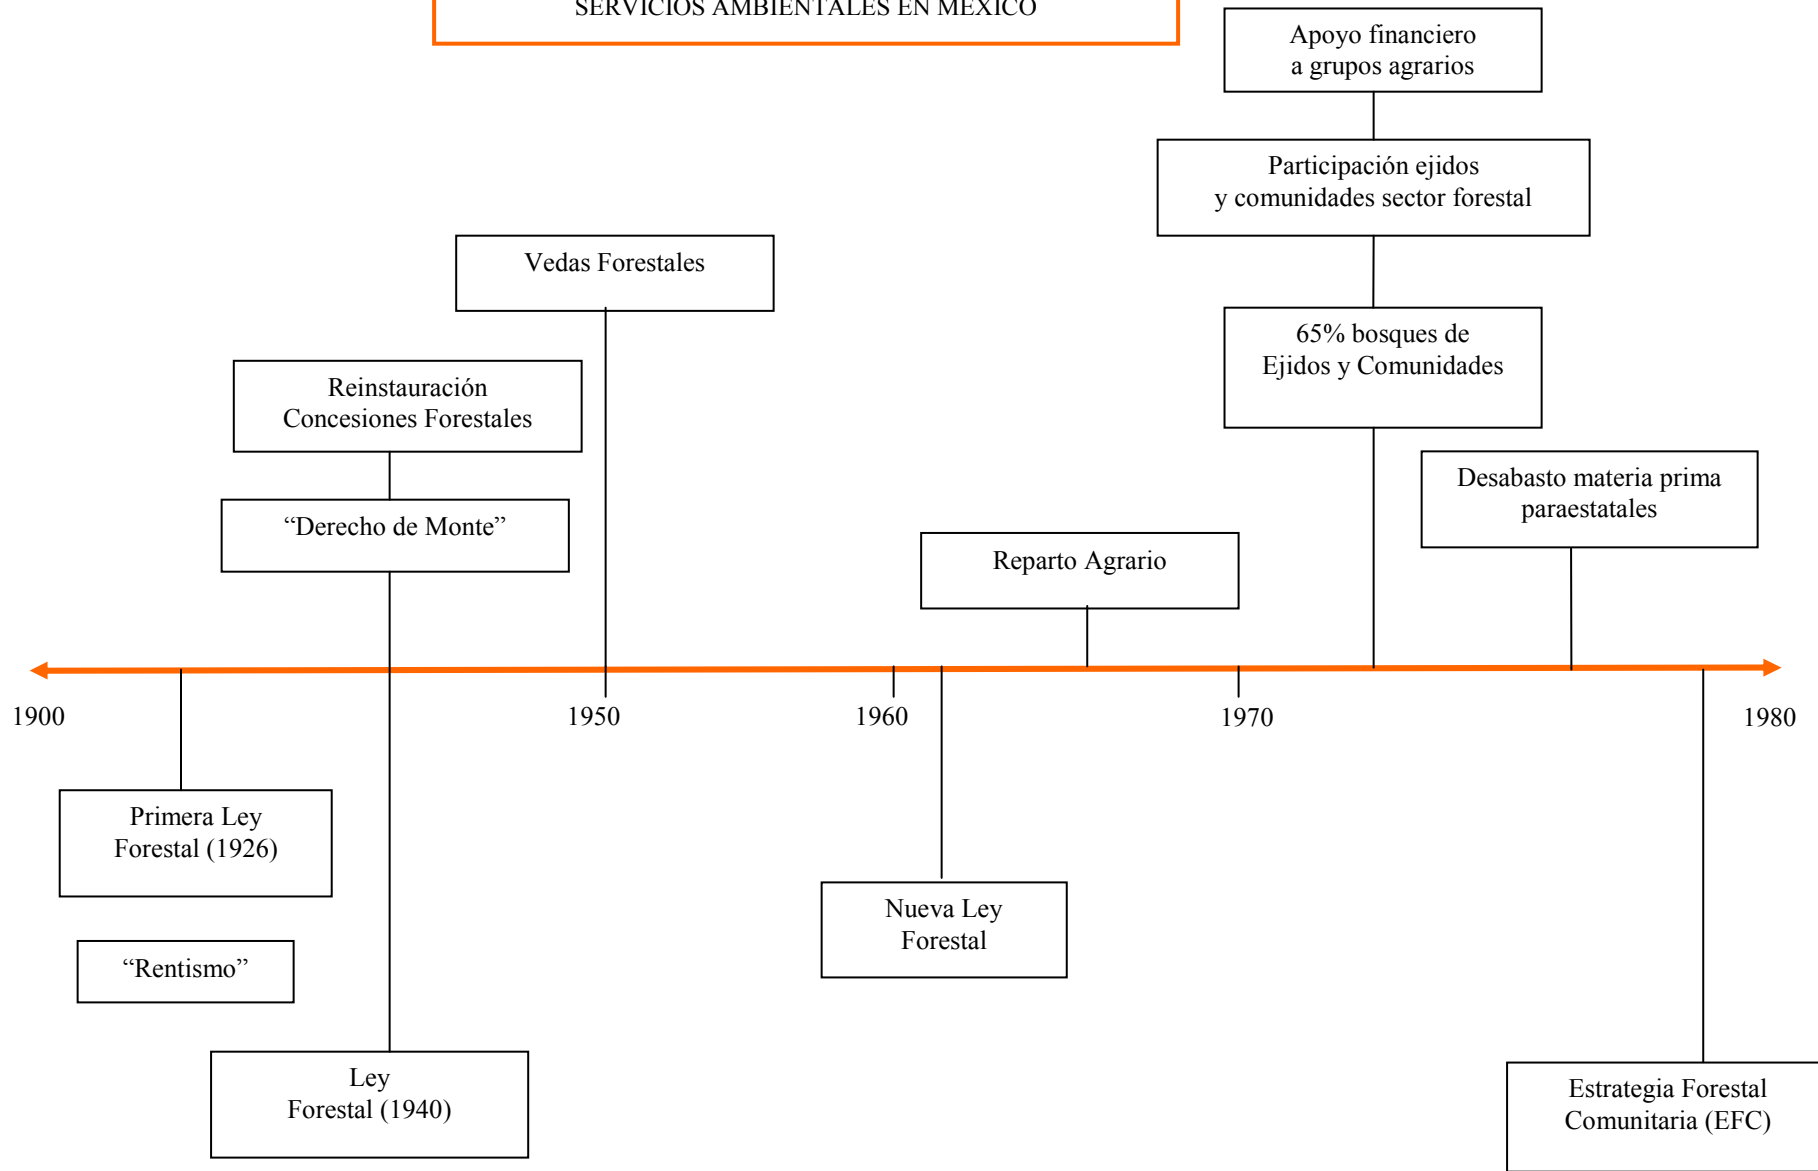 SERVICIOS AMBIENTALES EN MÉXICO
Apoyo financiero
a grupos agrarios
Participación ejidos
y comunidades sector forestal
Vedas Forestales
65% bosques de
Ejidos y Comunidades
Reinstauración
Concesiones Forestales
Desabasto materia prima
paraestatales
“Derecho de Monte”
Reparto Agrario
1900
1950
1960
1970
1980
Primera Ley
Forestal (1926)
Nueva Ley
Forestal
“Rentismo”
Ley
Forestal (1940)
Estrategia Forestal
Comunitaria (EFC)